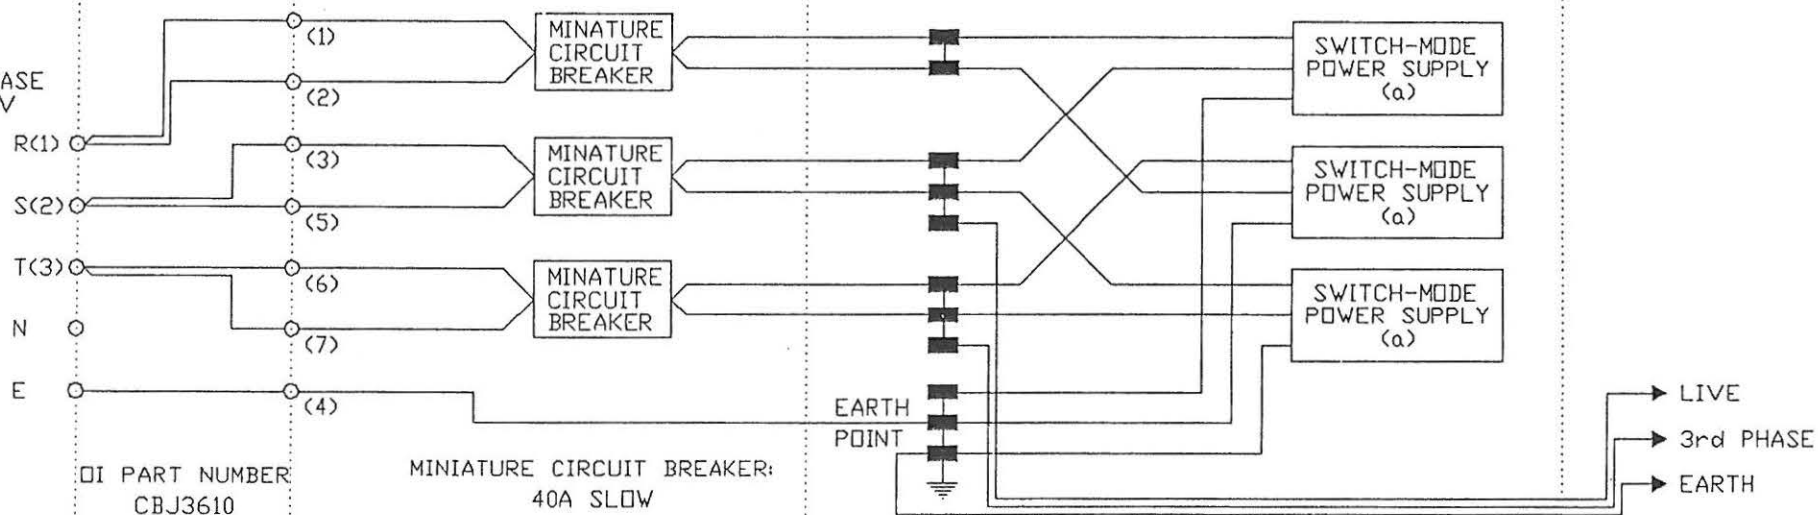 (1)
MINATURE
CIRCUIT
BREAKER
SWITCH-MODE
POWER SUPPLY
(a)
ASE
V
(2)
R(1)
(3)
MINATURE
CIRCUIT
BREAKER
SWITCH-MODE
POWER SUPPLY
(a)
S(2)
(5)
T(3)
(6)
MINATURE
CIRCUIT
BREAKER
SWITCH-MODE
POWER SUPPLY
(a)
N
(7)
E
(4)
EARTH
POINT
LIVE
3rd PHASE
EARTH
OI PART NUMBER
CBJ3610
MINIATURE CIRCUIT BREAKER:
40A SLOW